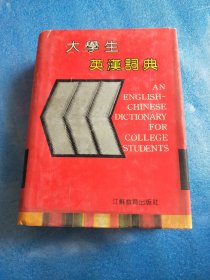 大學生
英漢詞典
AN
ENGLISH-
CHINESE
DICTIONARY
FOR
COLLEGE
STUDENTS
江蘇教育出版社